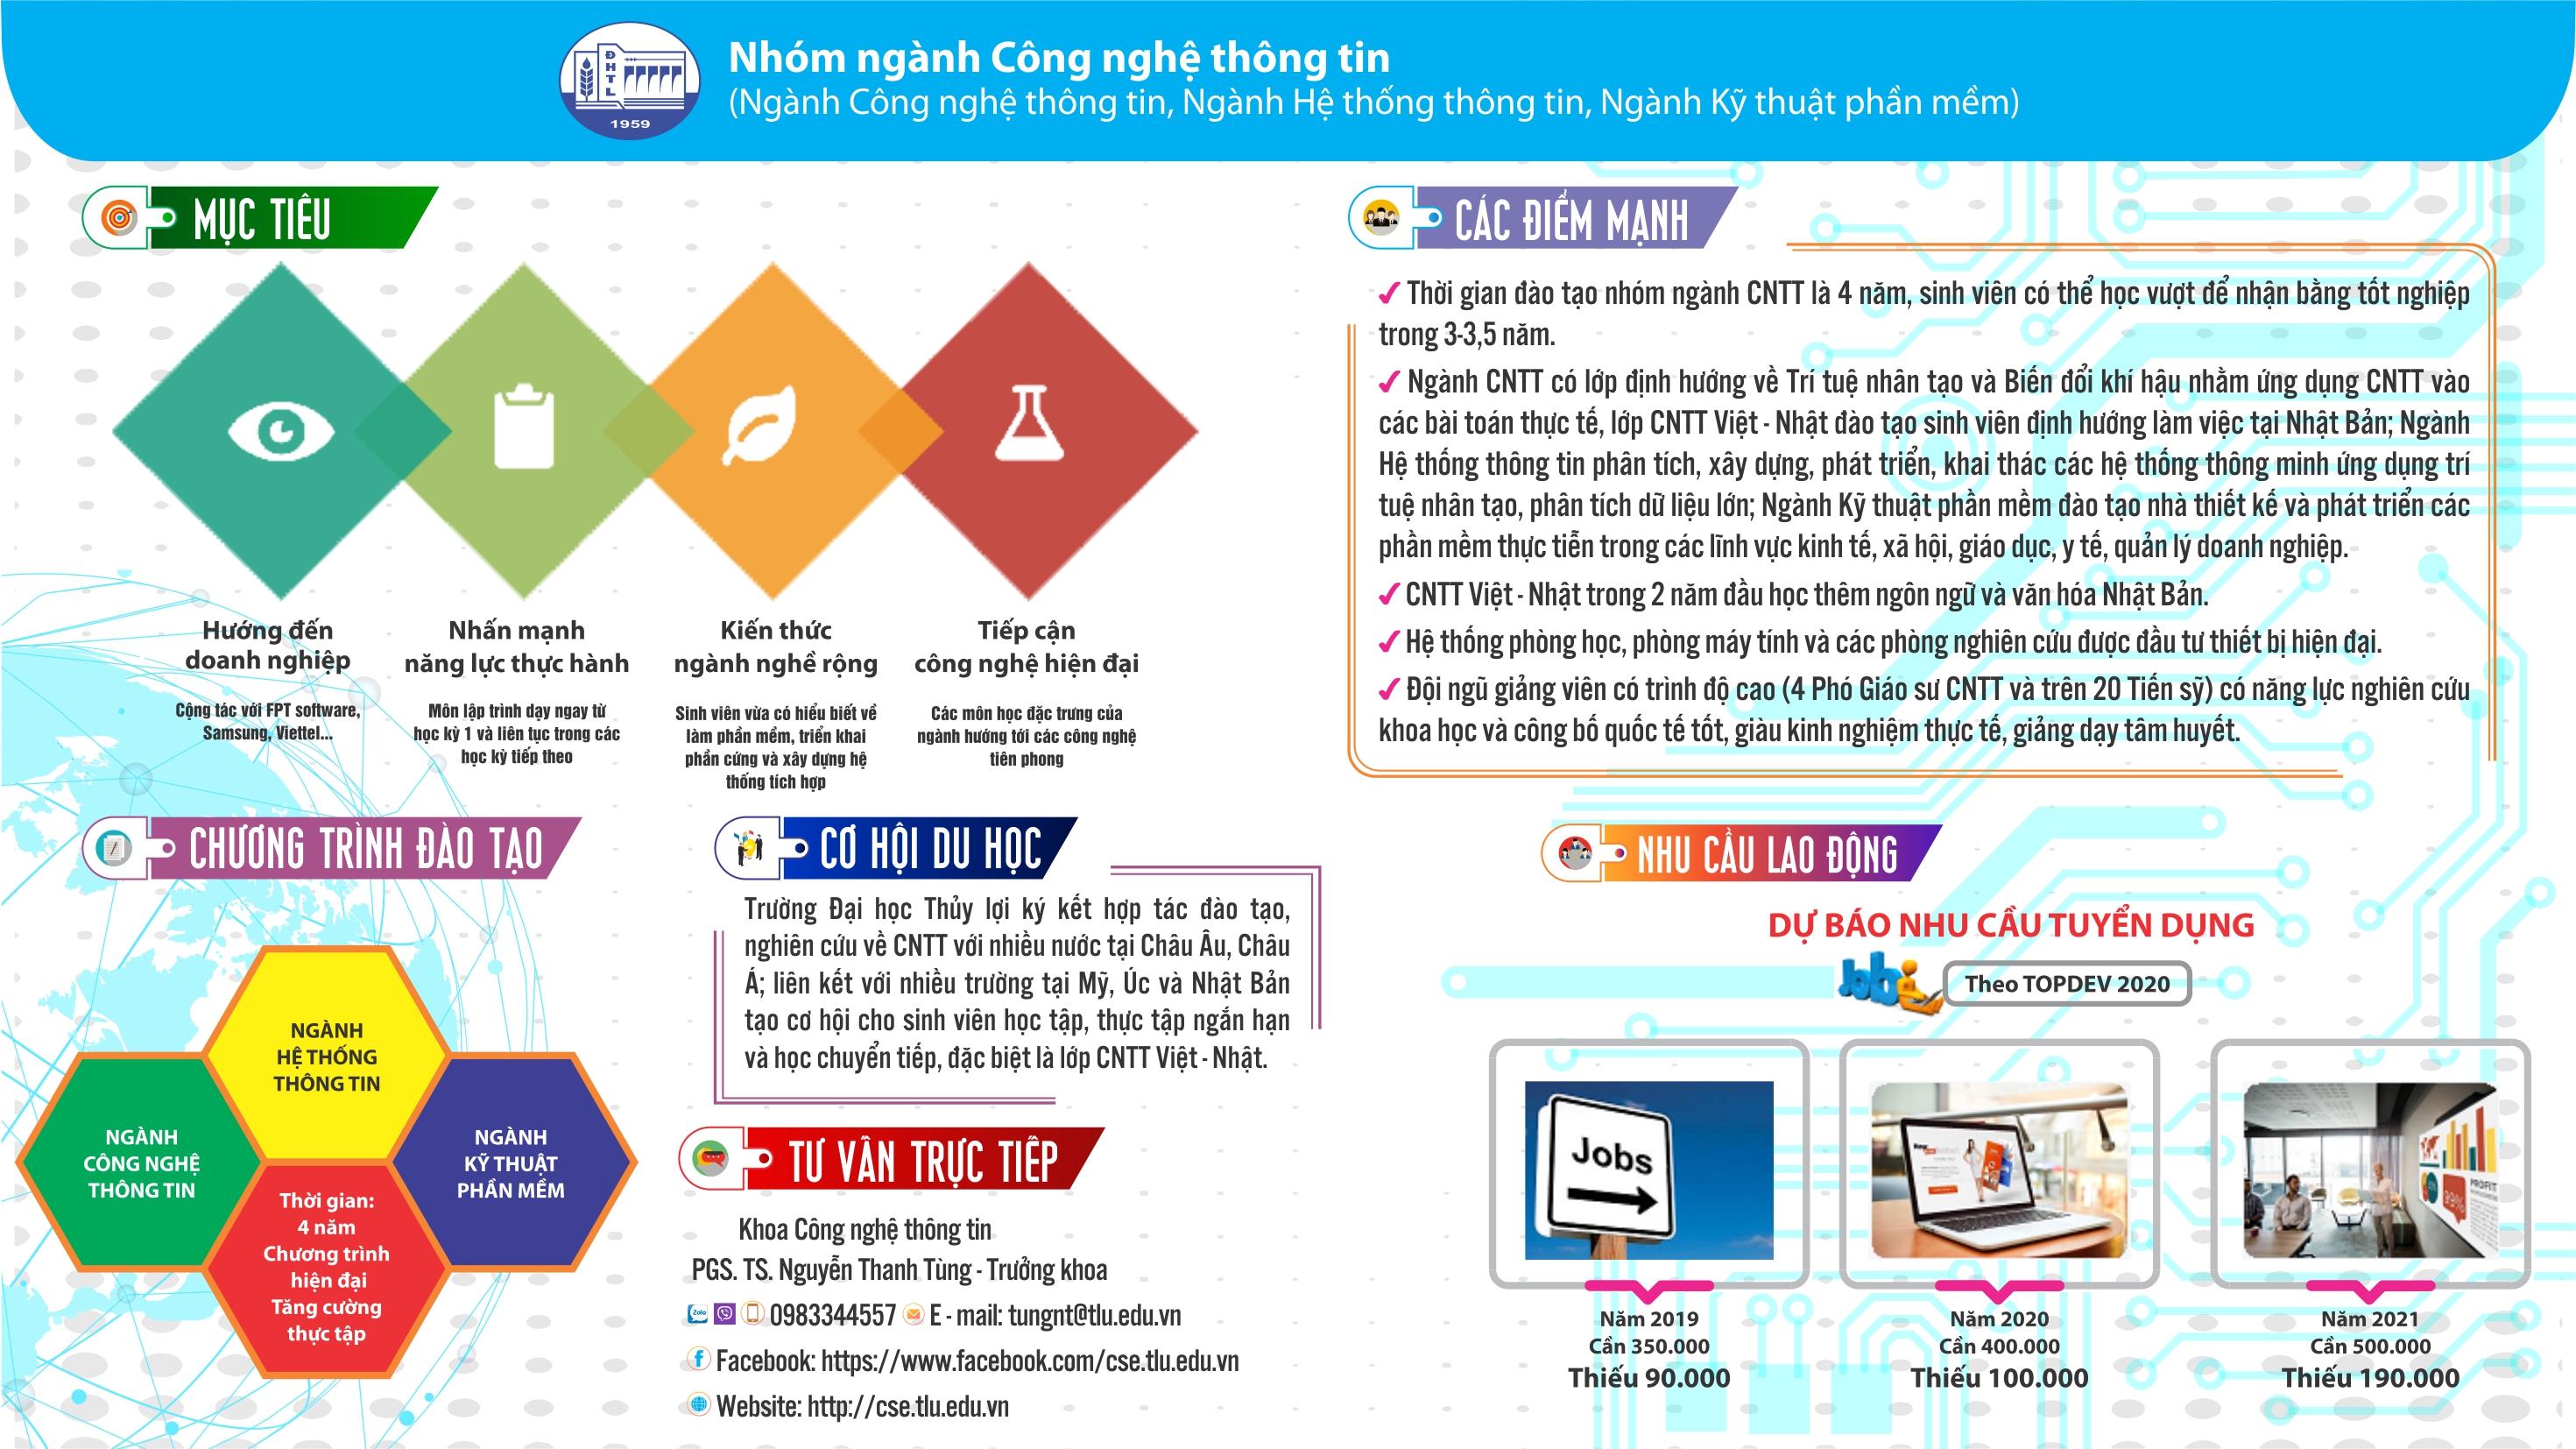 ĐHTL
1959
Nhóm ngành Công nghệ thông tin
(Ngành Công nghệ thông tin, Ngành Hệ thống thông tin, Ngành Kỹ thuật phần mềm)
MỤC TIÊU
Hướng đến
doanh nghiệp
Cộng tác với FPT software,
Samsung, Viettel...
Nhấn mạnh
năng lực thực hành
Môn lập trình dạy ngay từ
học kỳ 1 và liên tục trong các
học kỳ tiếp theo
Kiến thức
ngành nghề rộng
Sinh viên vừa có hiểu biết về
làm phần mềm, triển khai
phần cứng và xây dựng hệ
thống tích hợp
Tiếp cận
công nghệ hiện đại
Các môn học đặc trưng của
ngành hướng tới các công nghệ
tiên phong
CÁC ĐIỂM MẠNH
✔ Thời gian đào tạo nhóm ngành CNTT là 4 năm, sinh viên có thể học vượt để nhận bằng tốt nghiệp
trong 3-3,5 năm.
✔ Ngành CNTT có lớp định hướng về Trí tuệ nhân tạo và Biến đổi khí hậu nhằm ứng dụng CNTT vào
các bài toán thực tế, lớp CNTT Việt - Nhật đào tạo sinh viên định hướng làm việc tại Nhật Bản; Ngành
Hệ thống thông tin phân tích, xây dựng, phát triển, khai thác các hệ thống thông minh ứng dụng trí
tuệ nhân tạo, phân tích dữ liệu lớn; Ngành Kỹ thuật phần mềm đào tạo nhà thiết kế và phát triển các
phần mềm thực tiễn trong các lĩnh vực kinh tế, xã hội, giáo dục, y tế, quản lý doanh nghiệp.
✔ CNTT Việt - Nhật trong 2 năm đầu học thêm ngôn ngữ và văn hóa Nhật Bản.
✔ Hệ thống phòng học, phòng máy tính và các phòng nghiên cứu được đầu tư thiết bị hiện đại.
✔ Đội ngũ giảng viên có trình độ cao (4 Phó Giáo sư CNTT và trên 20 Tiến sỹ) có năng lực nghiên cứu
khoa học và công bố quốc tế tốt, giàu kinh nghiệm thực tế, giảng dạy tâm huyết.
CHƯƠNG TRÌNH ĐÀO TẠO
NGÀNH
HỆ THỐNG
THÔNG TIN
NGÀNH
CÔNG NGHỆ
THÔNG TIN
NGÀNH
KỸ THUẬT
PHẦN MỀM
Thời gian:
4 năm
Chương trình
hiện đại
Tăng cường
thực tập
CƠ HỘI DU HỌC
Trường Đại học Thủy lợi ký kết hợp tác đào tạo,
nghiên cứu về CNTT với nhiều nước tại Châu Âu, Châu
Á; liên kết với nhiều trường tại Mỹ, Úc và Nhật Bản
tạo cơ hội cho sinh viên học tập, thực tập ngắn hạn
và học chuyển tiếp, đặc biệt là lớp CNTT Việt - Nhật.
TƯ VẤN TRỰC TIẾP
Khoa Công nghệ thông tin
PGS. TS. Nguyễn Thanh Tùng - Trưởng khoa
Zalo 0983344557 E - mail: tungnt@tlu.edu.vn
Facebook: https://www.facebook.com/cse.tlu.edu.vn
Website: http://cse.tlu.edu.vn
NHU CẦU LAO ĐỘNG
DỰ BÁO NHU CẦU TUYỂN DỤNG
Job
Theo TOPDEV 2020
Jobs
PROFIT
Năm 2019
Cần 350.000
Thiếu 90.000
Năm 2020
Cần 400.000
Thiếu 100.000
Năm 2021
Cần 500.000
Thiếu 190.000